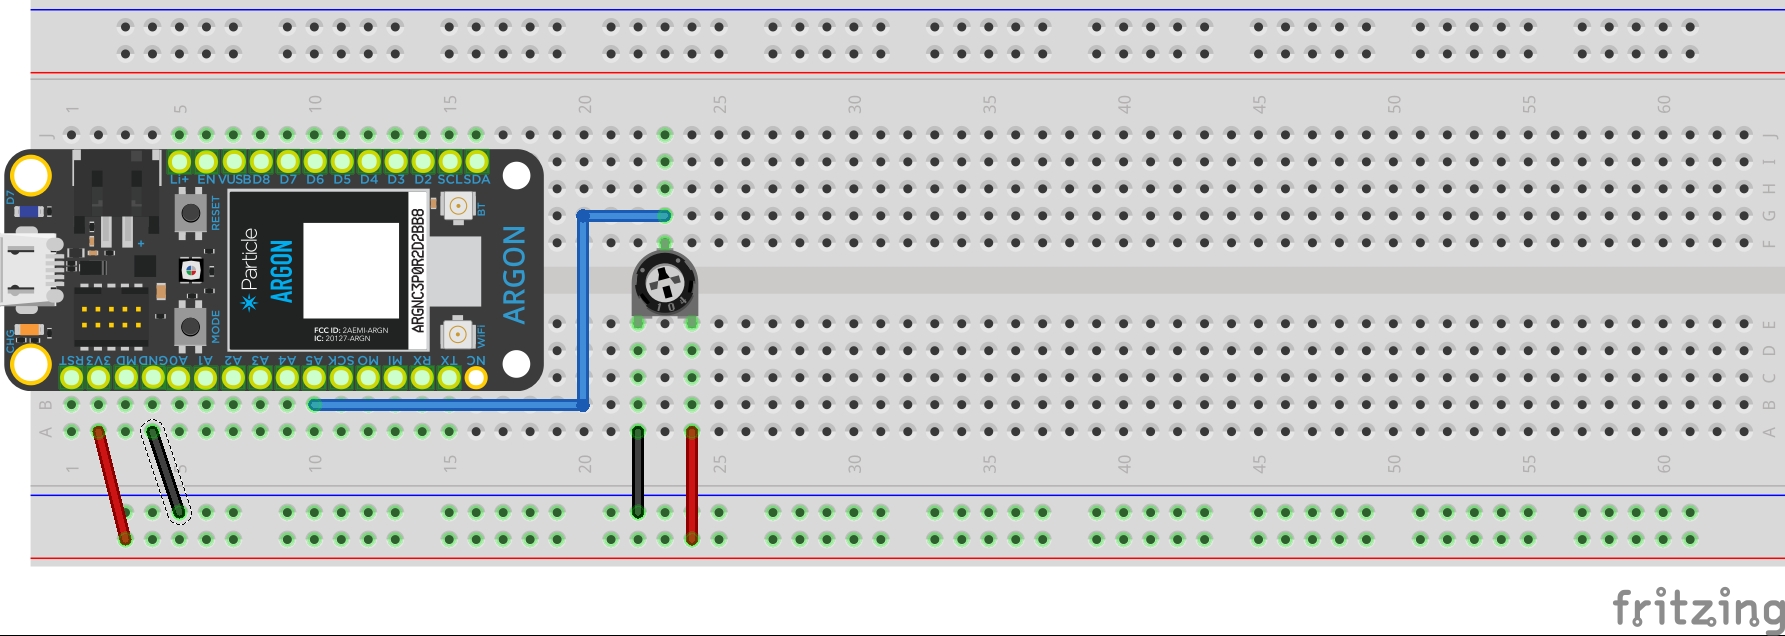 1 5 10 15 20 25 30 35 40 45 50 55 60
J J
I
H
G
F
Li+ EN VUSB D8 D7 D6 D5 D4 D3 D2 SCL SDA
D7
RESET
BT
+
Particle
ARGON
ARGNC3P0R2D2BB8
ARGON
FCC ID: 2AEMI-ARGN
IC: 20127-ARGN
MODE
WiFi
CHG
104
RST 3V3 MD GND A0 A1 A2 A3 A4 A5 SCK MO MI RX TX NC
E
D
C
B B
A A
1 5 10 15 20 25 30 35 40 45 50 55 60
fritzing